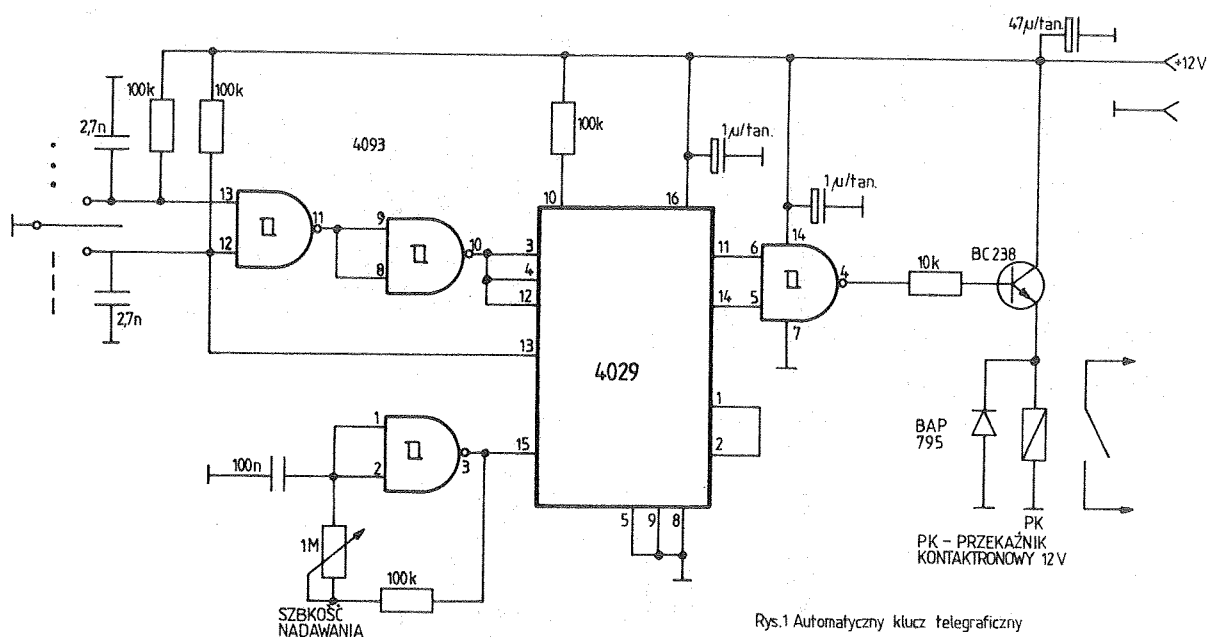 47µ/tan.
+12V
100k
100k
2,7n
4093
100k
1µ/tan.
1µ/tan.
13
12
11
9
8
10
10
16
3
4
12
13
15
4029
11
14
1
2
5
9
8
6
5
14
4
7
10k
BC238
2,7n
100n
1
2
3
1M
100k
SZBKOŚĆ
NADAWANIA
BAP
795
PK
PK – PRZEKAŹNIK
KONTAKTRONOWY 12V
Rys.1 Automatyczny klucz telegraficzny